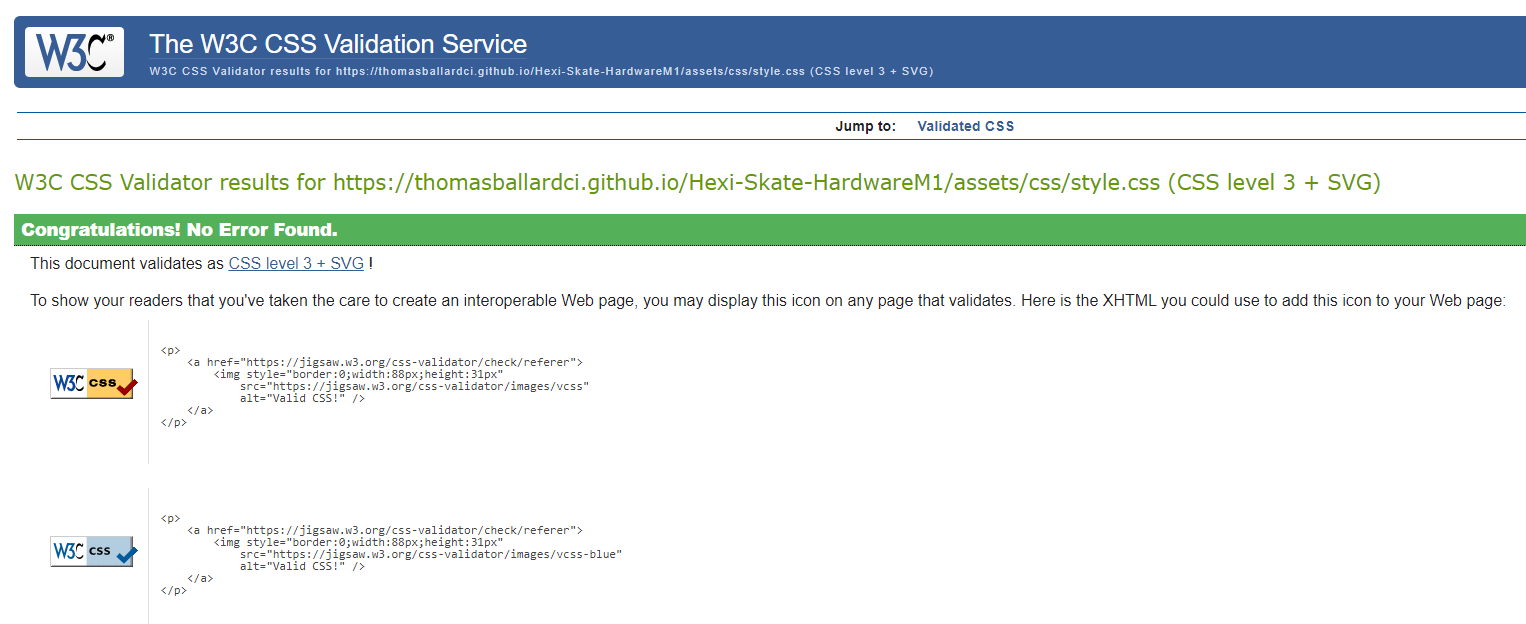 W3C®
The W3C CSS Validation Service
W3C CSS Validator results for https://thomasballardci.github.io/Hexi-Skate-HardwareM1/assets/css/style.css (CSS level 3 + SVG)
Jump to: Validated CSS
W3C CSS Validator results for https://thomasballardci.github.io/Hexi-Skate-HardwareM1/assets/css/style.css (CSS level 3 + SVG)
Congratulations! No Error Found.
This document validates as CSS level 3 + SVG !
To show your readers that you've taken the care to create an interoperable Web page, you may display this icon on any page that validates. Here is the XHTML you could use to add this icon to your Web page:
W3C css
<p>
<a href="https://jigsaw.w3.org/css-validator/check/referer">
<img style="border:0;width:88px;height:31px"
src="https://jigsaw.w3.org/css-validator/images/vcss"
alt="Valid CSS!" />
</a>
</p>
W3C css
<p>
<a href="https://jigsaw.w3.org/css-validator/check/referer">
<img style="border:0;width:88px;height:31px"
src="https://jigsaw.w3.org/css-validator/images/vcss-blue"
alt="Valid CSS!" />
</a>
</p>